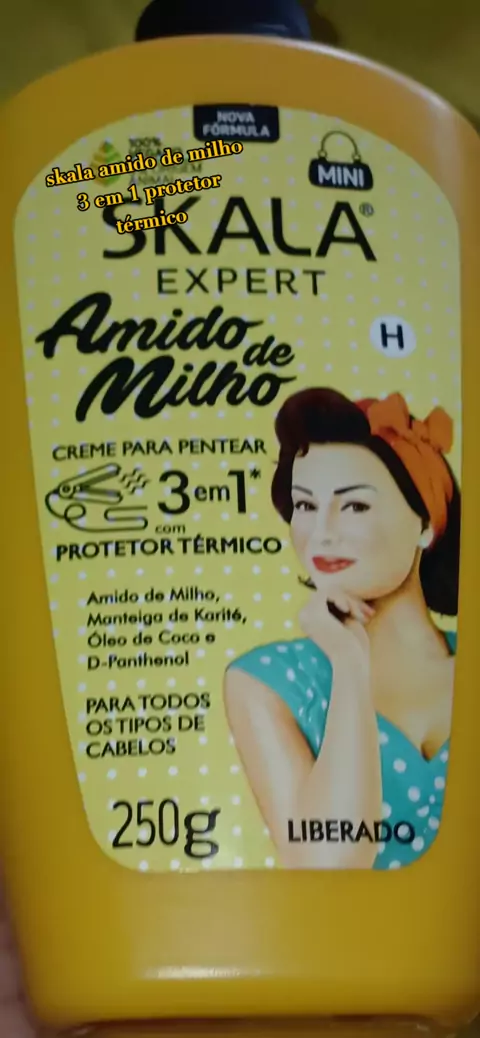 NOVA
FÓRMULA
100%
skala amido de milho
3 em 1 protetor
térmico
MINI
SKALA®
EXPERT
Amido de
Milho
H
CREME PARA PENTEAR
3 em 1*
com
PROTETOR TÉRMICO
Amido de Milho,
Manteiga de Karité,
Óleo de Coco e
D-Panthenol
PARA TODOS
OS TIPOS DE
CABELOS
250g
LIBERADO